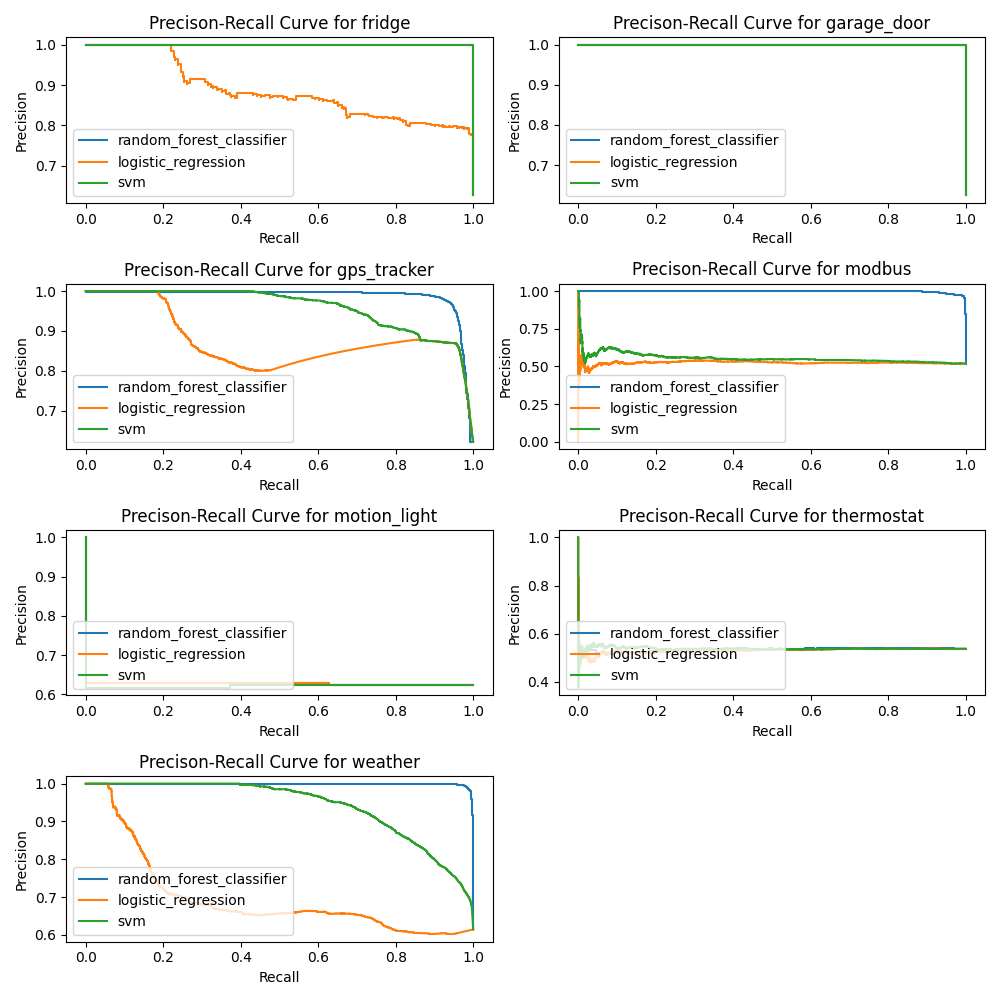 Precison-Recall Curve for fridge
1.0
0.9
0.8
0.7
Precision
random_forest_classifier
logistic_regression
svm
0.0 0.2 0.4 0.6 0.8 1.0
Recall
Precison-Recall Curve for garage_door
1.0
0.9
0.8
0.7
Precision
random_forest_classifier
logistic_regression
svm
0.0 0.2 0.4 0.6 0.8 1.0
Recall
Precison-Recall Curve for gps_tracker
1.0
0.9
0.8
0.7
Precision
random_forest_classifier
logistic_regression
svm
0.0 0.2 0.4 0.6 0.8 1.0
Recall
Precison-Recall Curve for modbus
1.00
0.75
0.50
0.25
0.00
Precision
random_forest_classifier
logistic_regression
svm
0.0 0.2 0.4 0.6 0.8 1.0
Recall
Precison-Recall Curve for motion_light
1.0
0.9
0.8
0.7
0.6
Precision
random_forest_classifier
logistic_regression
svm
0.0 0.2 0.4 0.6 0.8 1.0
Recall
Precison-Recall Curve for thermostat
1.0
0.8
0.6
0.4
Precision
random_forest_classifier
logistic_regression
svm
0.0 0.2 0.4 0.6 0.8 1.0
Recall
Precison-Recall Curve for weather
1.0
0.9
0.8
0.7
0.6
Precision
random_forest_classifier
logistic_regression
svm
0.0 0.2 0.4 0.6 0.8 1.0
Recall